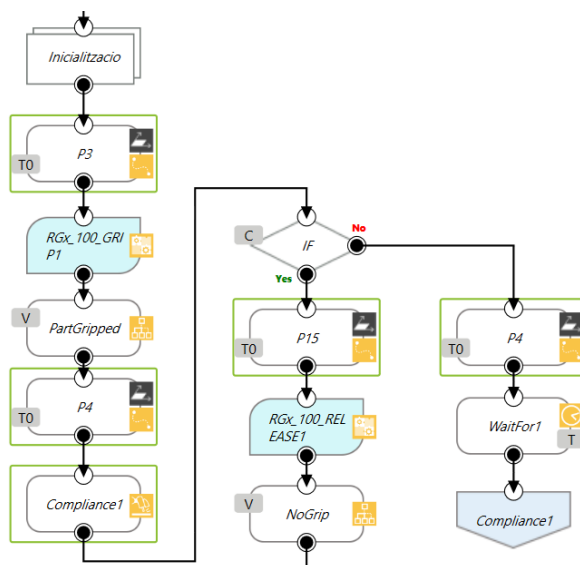 Inicialització
P3
T0
RGx_100_GRI
P1
V
PartGripped
P4
T0
Compliance1
C
IF
No
Yes
P15
T0
RGx_100_REL
EASE1
V
NoGrip
P4
T0
WaitFor1
T
Compliance1